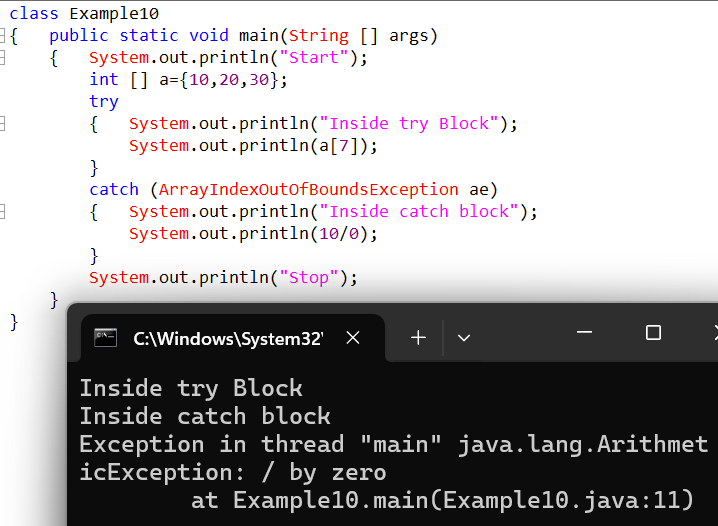 class Example10
{   public static void main(String [] args)
    {   System.out.println("Start");
        int [] a={10,20,30};
        try
        {   System.out.println("Inside try Block");
            System.out.println(a[7]);
        }
        catch (ArrayIndexOutOfBoundsException ae)
        {   System.out.println("Inside catch block");
            System.out.println(10/0);
        }
        System.out.println("Stop");
    }
}
C:\Windows\System32\
Inside try Block
Inside catch block
Exception in thread "main" java.lang.Arithmet
icException: / by zero
        at Example10.main(Example10.java:11)